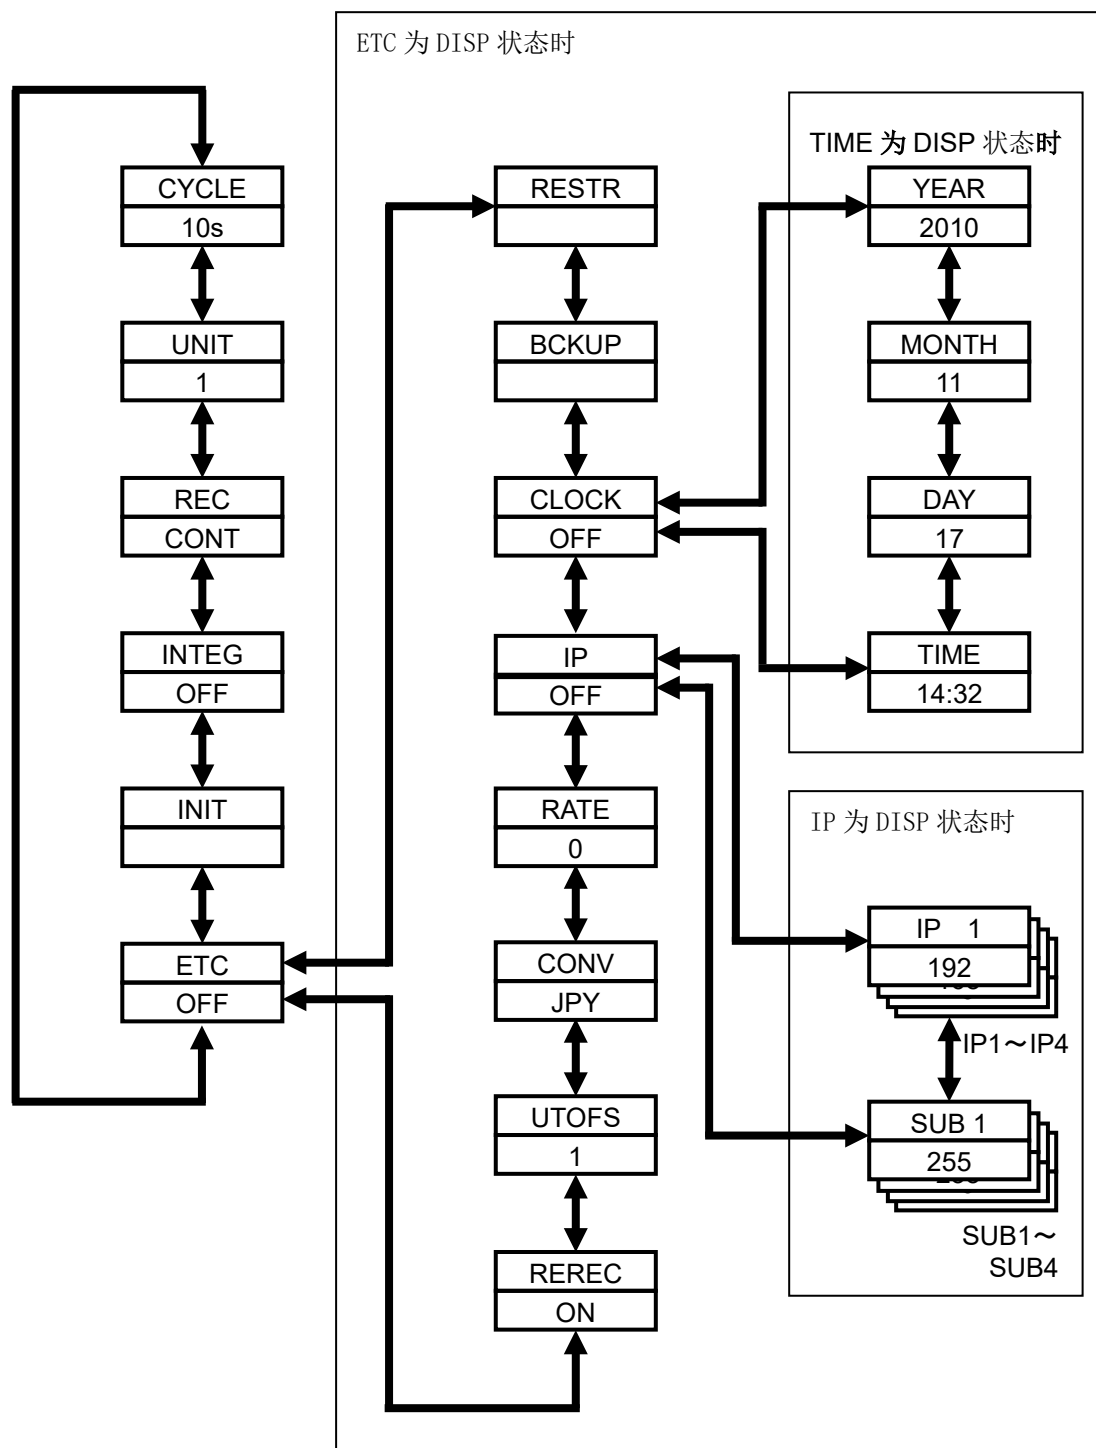 ETC 为 DISP 状态时
CYCLE
10s
UNIT
1
REC
CONT
INTEG
OFF
INIT
ETC
OFF
RESTR
BCKUP
CLOCK
OFF
IP
OFF
RATE
0
CONV
JPY
UTOFS
1
REREC
ON
TIME 为 DISP 状态时
YEAR
2010
MONTH
11
DAY
17
TIME
14:32
IP 为 DISP 状态时
IP 1
192
IP1～IP4
SUB 1
255
SUB1～
SUB4